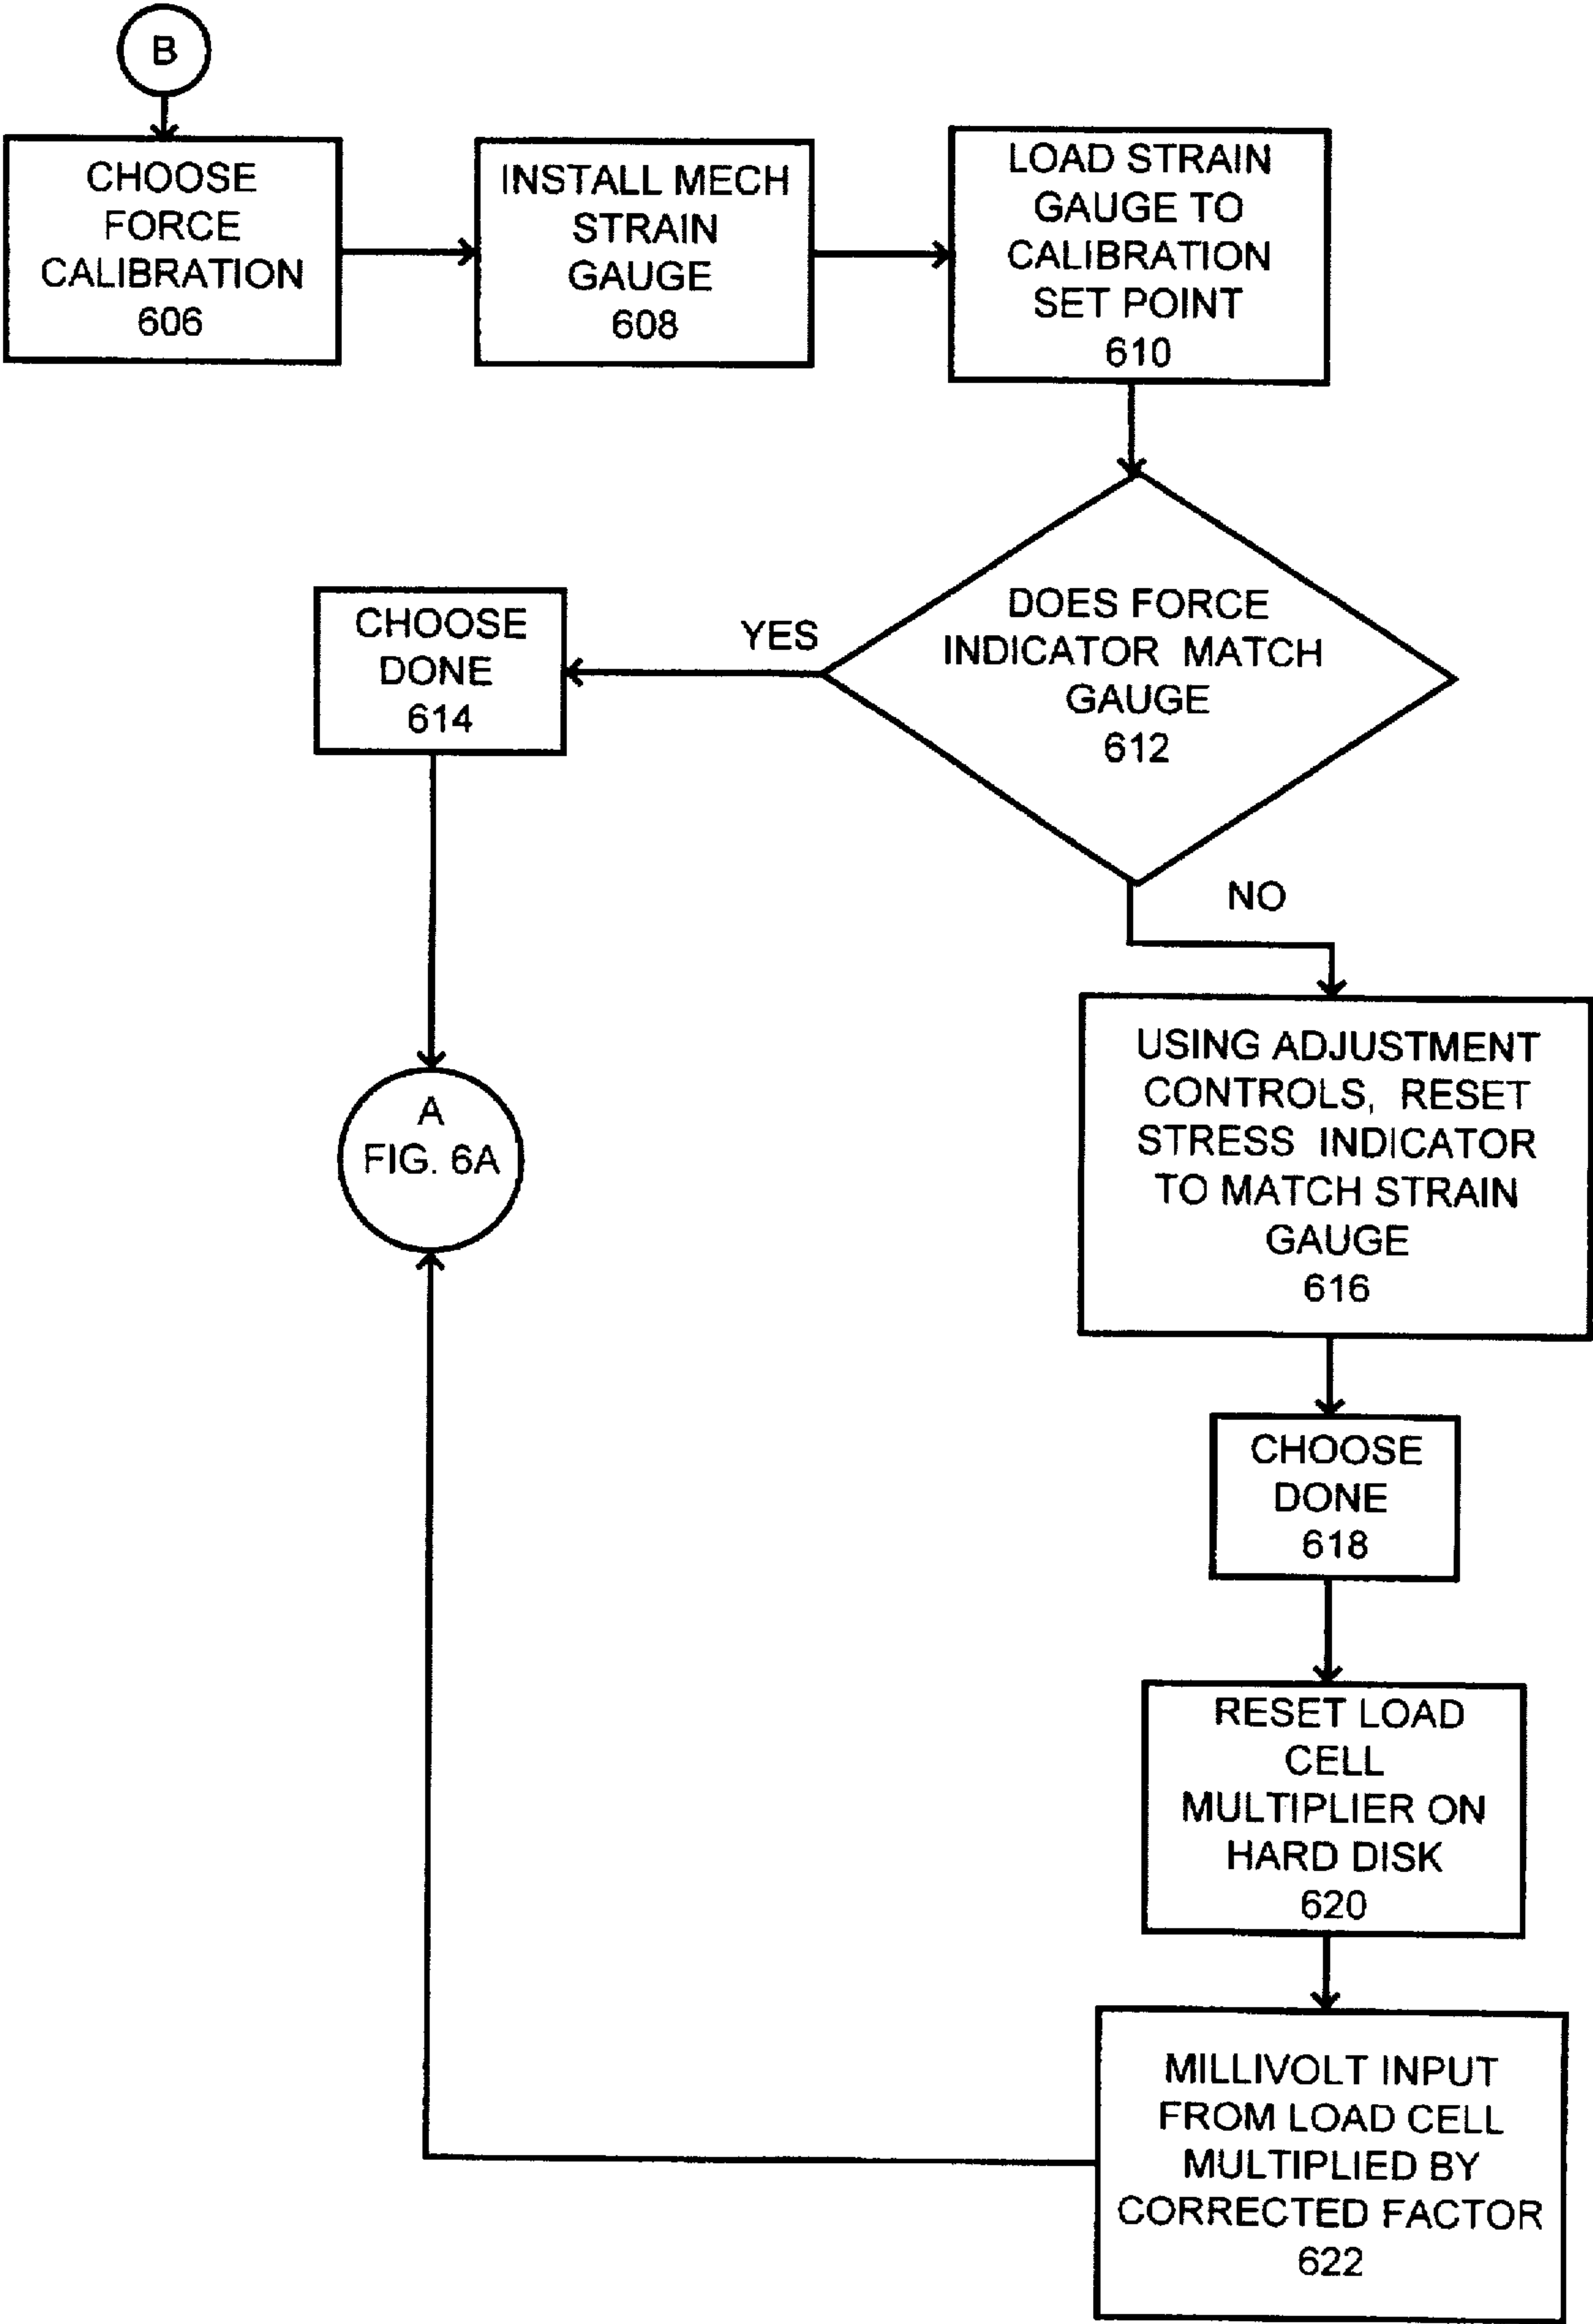 B
CHOOSE
FORCE
CALIBRATION
606
INSTALL MECH
STRAIN
GAUGE
608
LOAD STRAIN
GAUGE TO
CALIBRATION
SET POINT
610
DOES FORCE
INDICATOR MATCH
GAUGE
612
YES
CHOOSE
DONE
614
A
FIG. 6A
NO
USING ADJUSTMENT
CONTROLS, RESET
STRESS INDICATOR
TO MATCH STRAIN
GAUGE
616
CHOOSE
DONE
618
RESET LOAD
CELL
MULTIPLIER ON
HARD DISK
620
MILLIVOLT INPUT
FROM LOAD CELL
MULTIPLIED BY
CORRECTED FACTOR
622